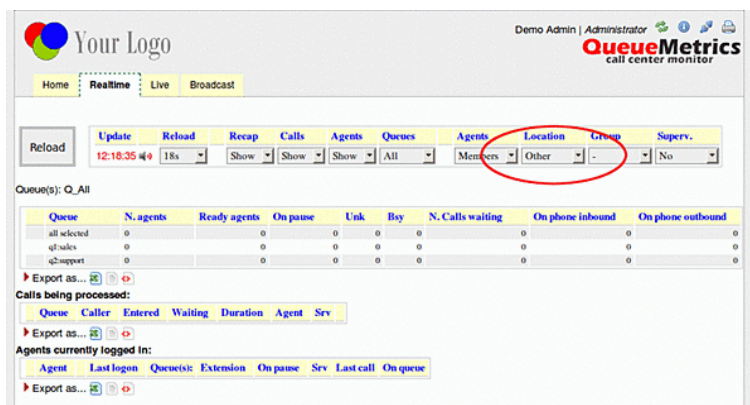 Demo Admin | Administrator
Your Logo
QueueMetrics
call center monitor
Home Realtime Live Broadcast
Reload
Update Reload Recap Calls Agents Queues Agents Location Group Superv.
12:18:35 18s Show Show Show All Members Other - No
Queue(s): Q_All
Queue N. agents Ready agents On pause Unk Bsy N. Calls waiting On phone inbound On phone outbound
all selected 0 0 0 0 0 0 0 0
q1:sales 0 0 0 0 0 0 0 0
q2:support 0 0 0 0 0 0 0 0
Export as...
Calls being processed:
Queue Caller Entered Waiting Duration Agent Srv
Export as...
Agents currently logged in:
Agent Last logon Queue(s): Extension On pause Srv Last call On queue
Export as...